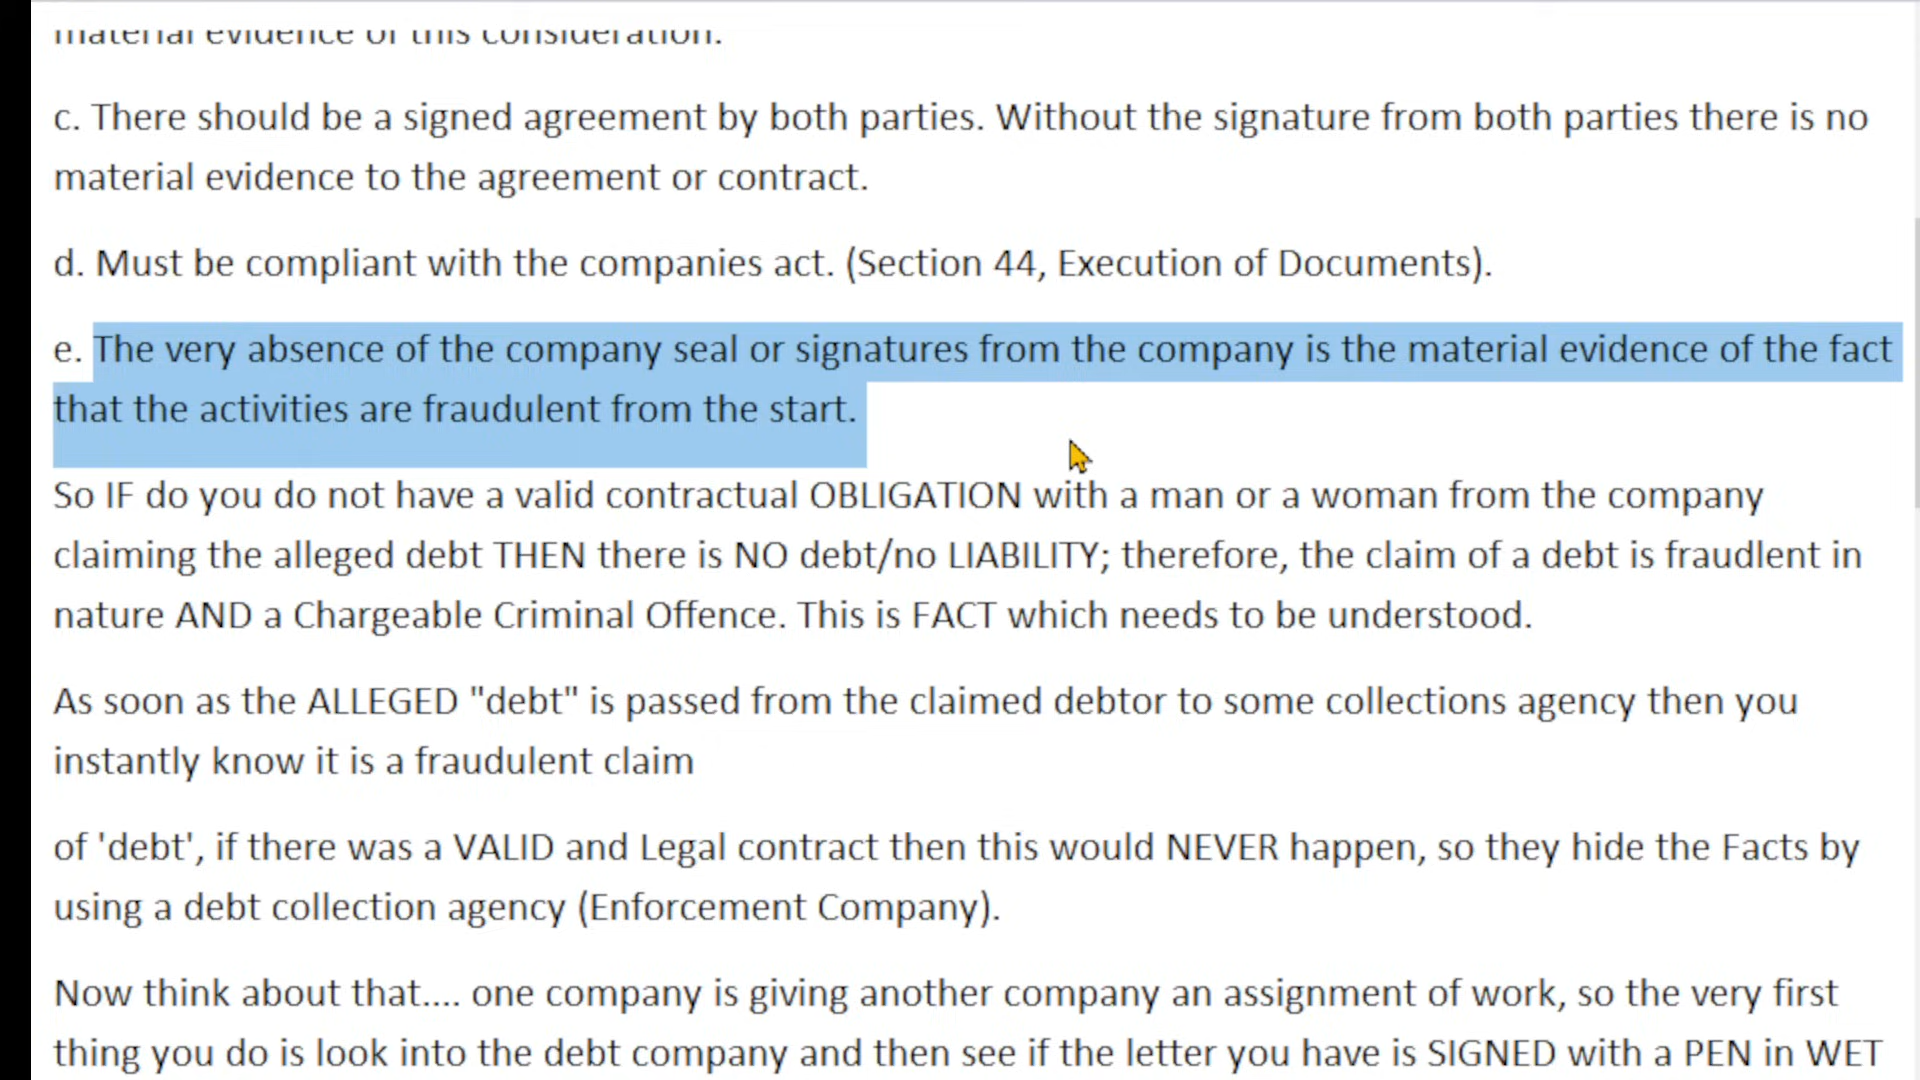 material evidence of this consideration.
c. There should be a signed agreement by both parties. Without the signature from both parties there is no
material evidence to the agreement or contract.
d. Must be compliant with the companies act. (Section 44, Execution of Documents).
e. The very absence of the company seal or signatures from the company is the material evidence of the fact
that the activities are fraudulent from the start.
So IF do you do not have a valid contractual OBLIGATION with a man or a woman from the company
claiming the alleged debt THEN there is NO debt/no LIABILITY; therefore, the claim of a debt is fraudlent in
nature AND a Chargeable Criminal Offence. This is FACT which needs to be understood.
As soon as the ALLEGED "debt" is passed from the claimed debtor to some collections agency then you
instantly know it is a fraudulent claim
of 'debt', if there was a VALID and Legal contract then this would NEVER happen, so they hide the Facts by
using a debt collection agency (Enforcement Company).
Now think about that.... one company is giving another company an assignment of work, so the very first
thing you do is look into the debt company and then see if the letter you have is SIGNED with a PEN in WET